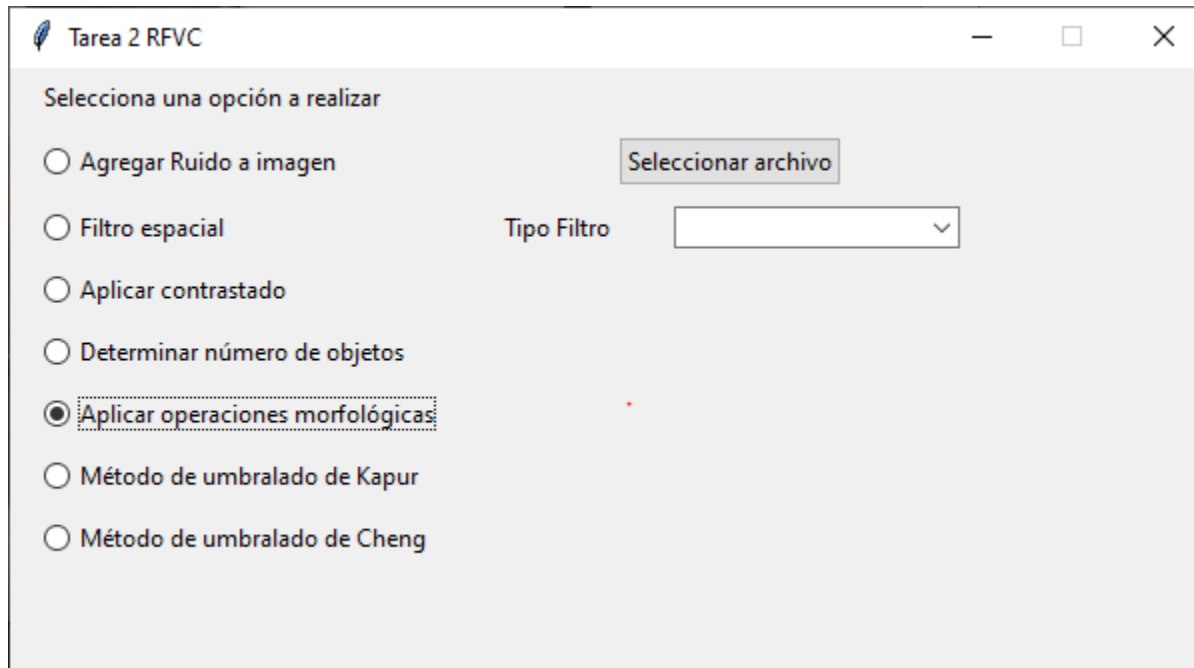 Tarea 2 RFVC
Selecciona una opción a realizar
Agregar Ruido a imagen
Seleccionar archivo
Filtro espacial
Tipo Filtro
Aplicar contrastado
Determinar número de objetos
Aplicar operaciones morfológicas
Método de umbralado de Kapur
Método de umbralado de Cheng